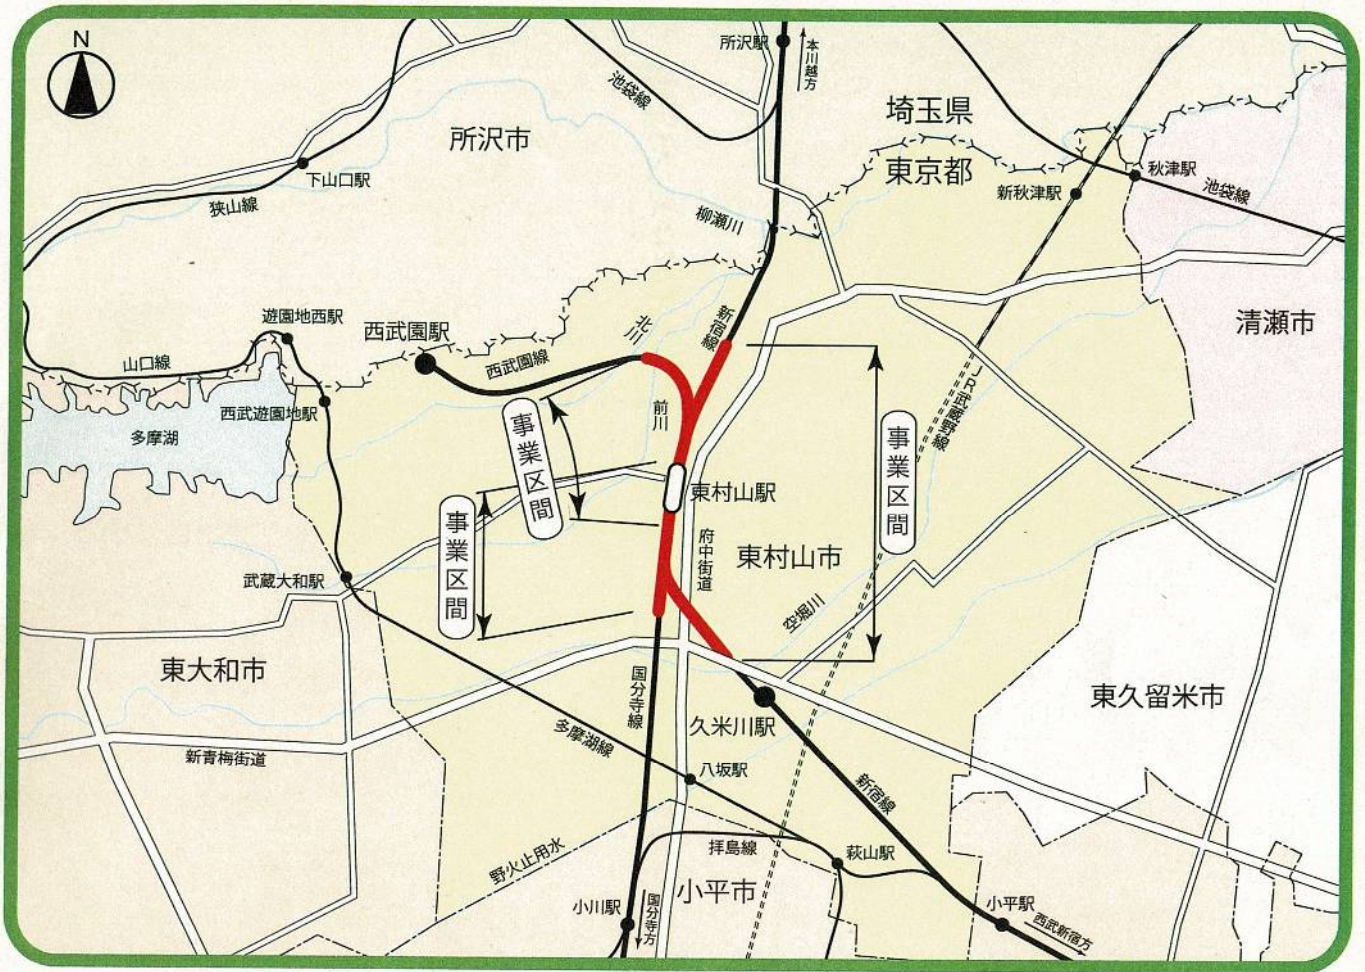 N
所沢駅
本川越方
池袋線
埼玉県
所沢市
東京都
下山口駅
秋津駅
新秋津駅
池袋線
狭山線
柳瀬川
遊園地西駅
西武園駅
北川
新宿線
清瀬市
山口線
西武園線
JR武蔵野線
西武遊園地駅
前川
事業区間
事業区間
多摩湖
東村山駅
事業区間
府中街道
東村山市
武蔵大和駅
空堀川
東大和市
国分寺線
東久留米市
久米川駅
多摩湖線
新青梅街道
八坂駅
新宿線
野火止用水
拝島線
萩山駅
小平市
小川駅
国分寺方
小平駅
西武新宿方